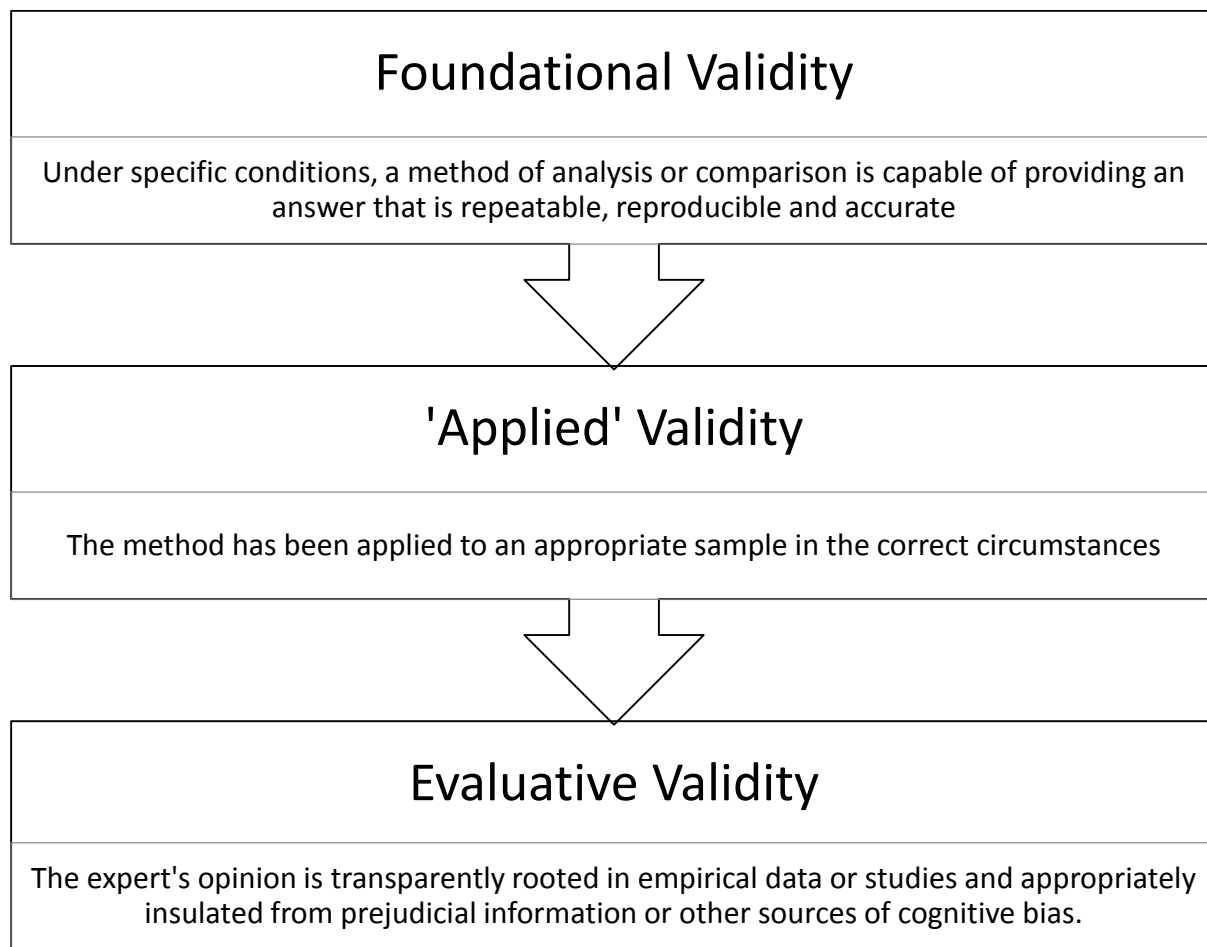 Foundational Validity
Under specific conditions, a method of analysis or comparison is capable of providing an
answer that is repeatable, reproducible and accurate
'Applied' Validity
The method has been applied to an appropriate sample in the correct circumstances
Evaluative Validity
The expert's opinion is transparently rooted in empirical data or studies and appropriately
insulated from prejudicial information or other sources of cognitive bias.